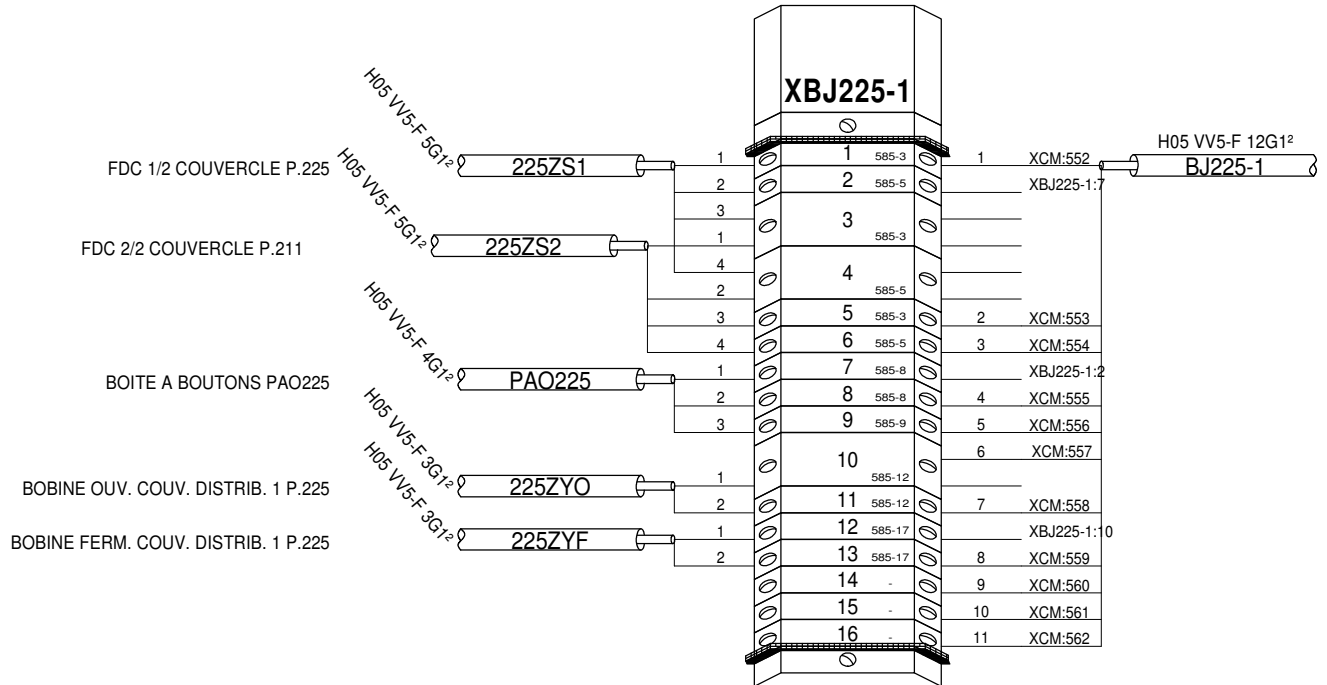 XBJ225-1
H05 VV5-F 5G1²
H05 VV5-F 12G1²
FDC 1/2 COUVERCLE P.225
225ZS1
1 1 585-3 1 XCM:552
BJ225-1
2 2 585-5 XBJ225-1:7
H05 VV5-F 5G1²
3 3 585-3
FDC 2/2 COUVERCLE P.211
225ZS2
1
4 4 585-5
2
3 5 585-3 2 XCM:553
4 6 585-5 3 XCM:554
H05 VV5-F 4G1²
BOITE A BOUTONS PAO225
PAO225
1 7 585-8 XBJ225-1:2
2 8 585-8 4 XCM:555
3 9 585-9 5 XCM:556
H05 VV5-F 3G1²
10 585-12 6 XCM:557
BOBINE OUV. COUV. DISTRIB. 1 P.225
225ZYO
1
2 11 585-12 7 XCM:558
H05 VV5-F 3G1²
BOBINE FERM. COUV. DISTRIB. 1 P.225
225ZYF
1 12 585-17 XBJ225-1:10
2 13 585-17 8 XCM:559
14 - 9 XCM:560
15 - 10 XCM:561
16 - 11 XCM:562